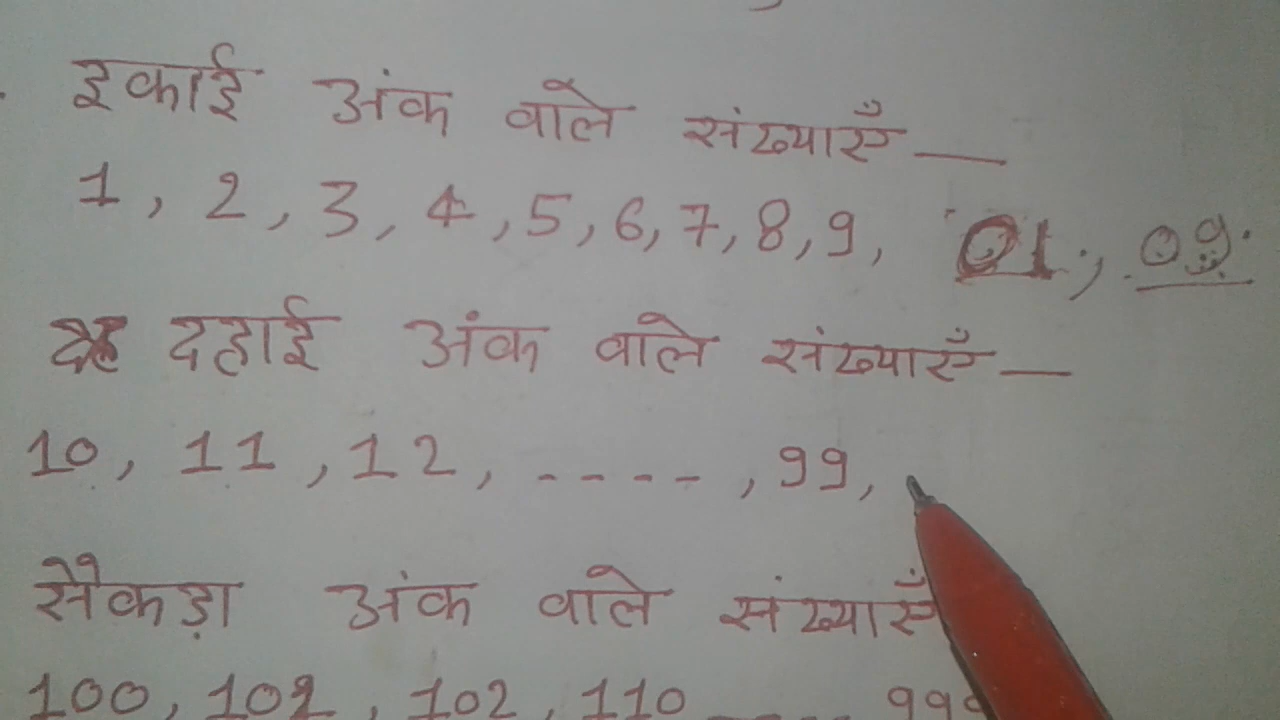 इकाई अंक वाले संख्याएँ —
1, 2, 3, 4, 5, 6, 7, 8, 9, 01, 09
दहाई अंक वाले संख्याएँ —
10, 11, 12, - - - - -, 99,
सैकड़ा अंक वाले संख्याएँ
100, 101, 102, 110 - - - 999